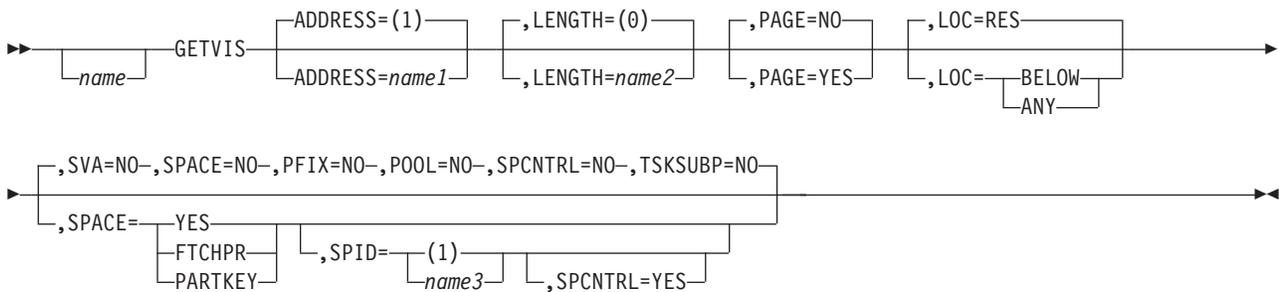 ADDRESS=(1) ,LENGTH=(0) ,PAGE=NO ,LOC=RES
name GETVIS ADDRESS=name1 ,LENGTH=name2 ,PAGE=YES ,LOC= BELOW
ANY
,SVA=NO ,SPACE=NO ,PFIX=NO ,POOL=NO ,SPCNTRL=NO ,TSKSUBP=NO
,SPACE= YES
FTCHPR ,SPID= (1)
PARTKEY name3 ,SPCNTRL=YES